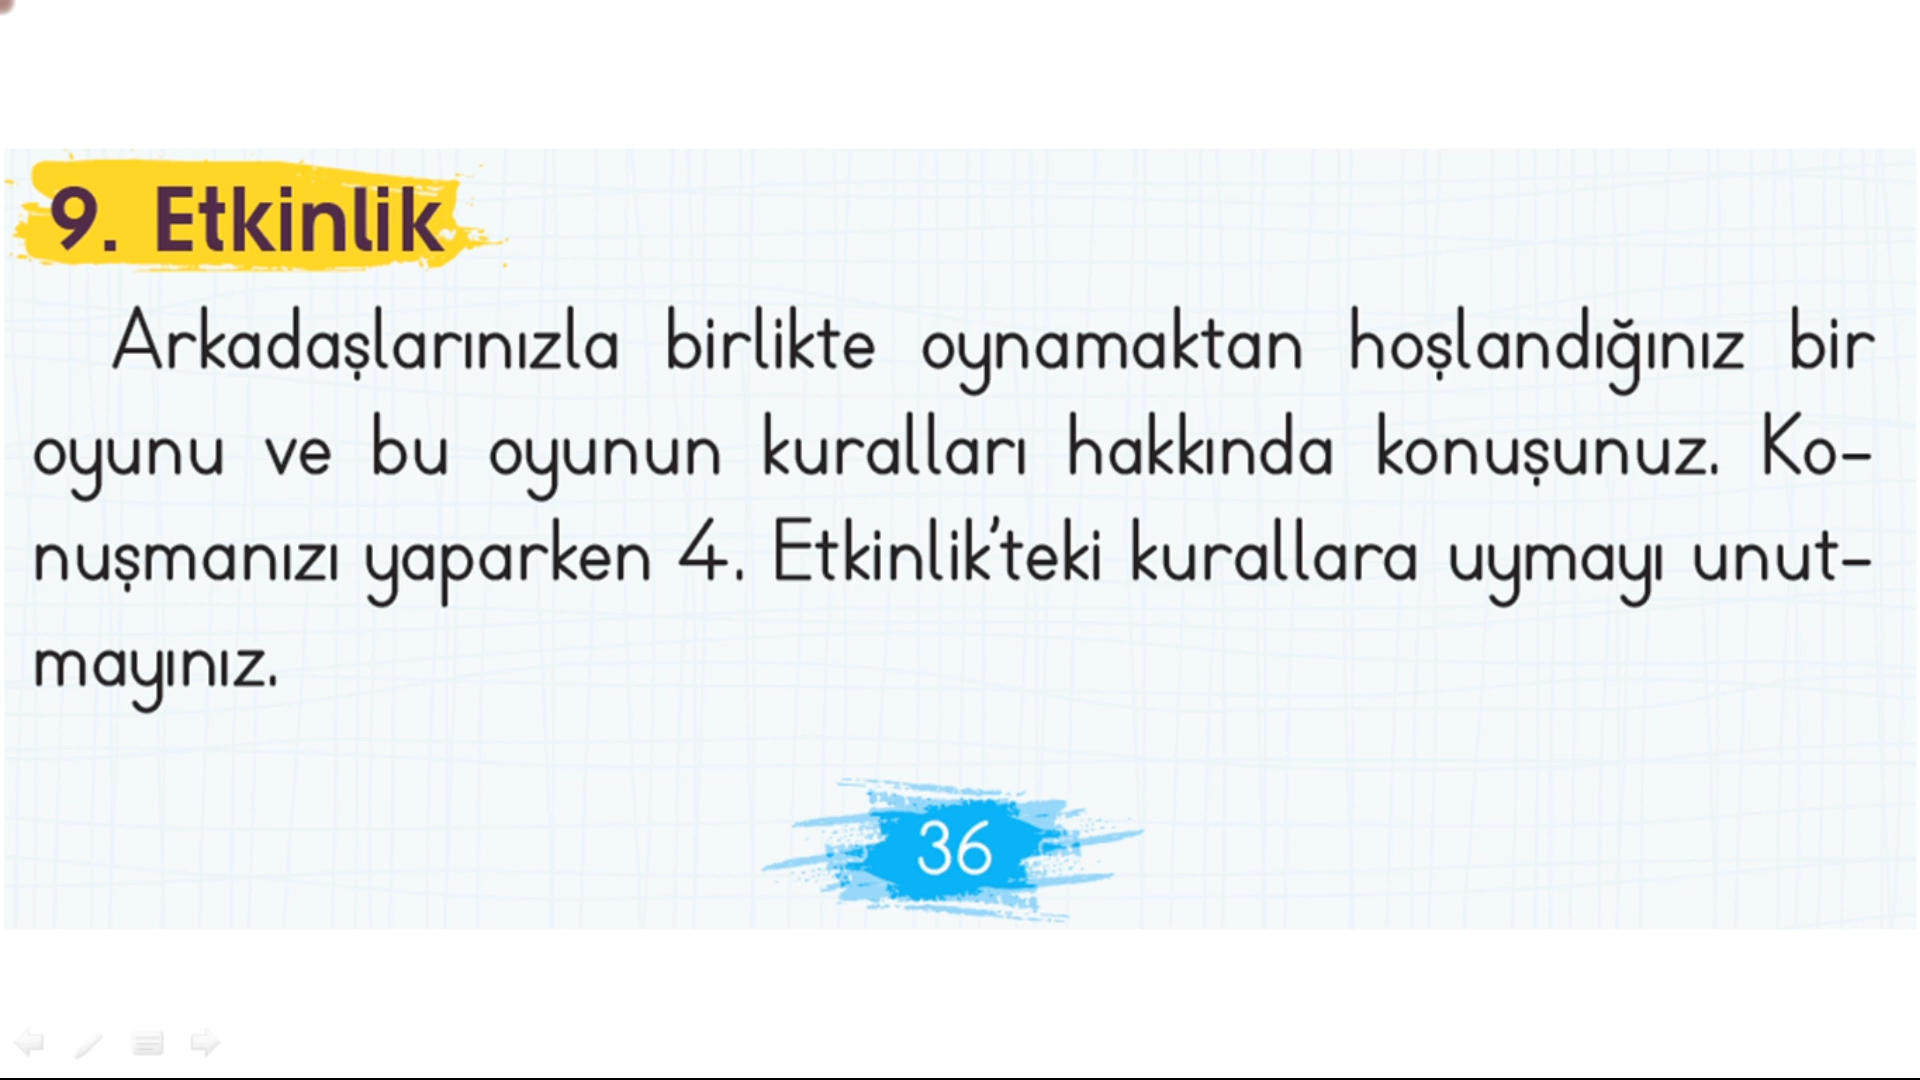 9. Etkinlik
Arkadaşlarınızla birlikte oynamaktan hoşlandığınız bir
oyunu ve bu oyunun kuralları hakkında konuşunuz. Ko-
nuşmanızı yaparken 4. Etkinlik’teki kurallara uymayı unut-
mayınız.
36